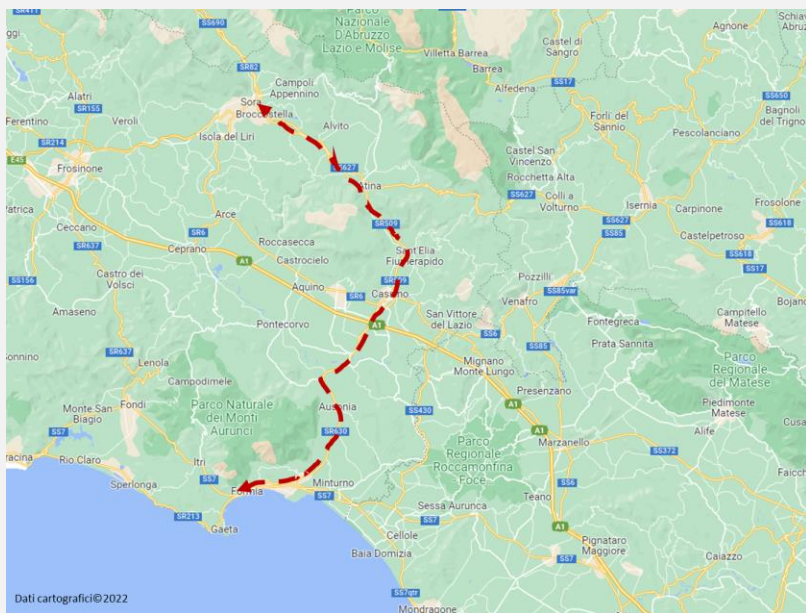 SR411
SS690
Parco
Nazionale
D'Abruzzo
Lazio e Molise
Villetta Barrea
Barrea
Alfedena
Castel di
Sangro
SS17
Agnone
Schiav
Abruz
SS650
Bagnoli
del Trigno
Alatri
SR155
Ferentino
Veroli
SR214
Frosinone
E45
SR82
Campoli
Appennino
Sora
Broccostella
Isola del Liri
Alvito
Forlì del
Sannio
Pescolanciano
Castel San
Vincenzo
Rocchetta Alta
SS627
Colli a
Volturno
Isernia
Carpinone
Frosolone
SS618
Castelpetroso
SS618
SS17
SS627
SS85
Atina
SS627
SR509
Patrica
Ceccano
SR637
Arce
SR6
Roccasecca
Ceprano
A1
Castrocielo
Sant'Elia
Fiumerapido
Castro dei
Volsci
SS156
Aquino
SR6
Cassino
Amaseno
Pontecorvo
A1
San Vittore
del Lazio
SS6
Pozzilli
Venafro
SS85var
SS85
Fontegreca
Prata Sannita
Bojano
Campitello
Matese
Parco
Regionale
del Matese
Sonnino
SR637
Lenola
Campodimele
Mignano
Monte Lungo
Presenzano
Piedimonte
Matese
Cusa
Monte San
Biagio
Fondi
Parco Naturale
dei Monti
Aurunci
Ausonia
SR630
SS430
A1
A1
Marzanello
Alife
SS372
Faicch
SS7
Itri
SS7
Parco
Regionale
Roccamonfina
Foce
SS6
Teano
racina
Rio Claro
Sperlonga
Formia
SS7
Minturno
SR213
Gaeta
Sessa Aurunca
SS7
Cellole
A1
Pignataro
Maggiore
SS7
Caiazzo
Baia Domizia
SS7qtr
Mondragone
Dati cartografici©2022